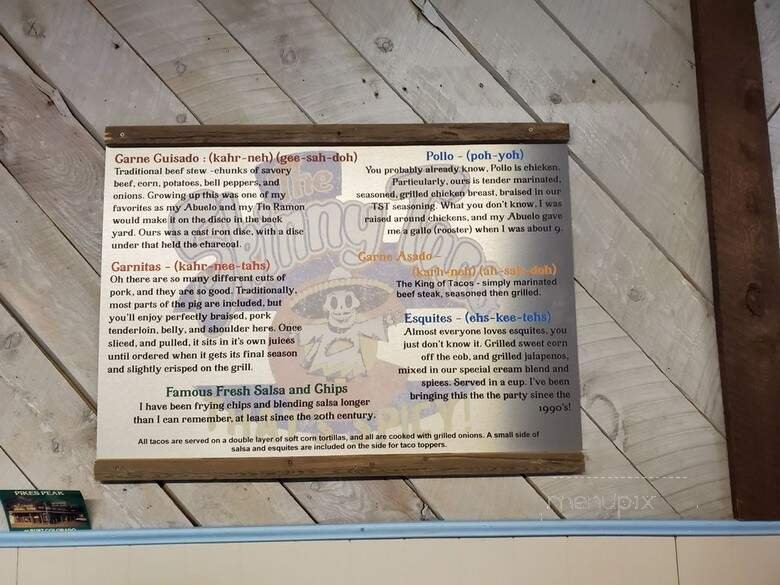 Carne Guisado : (kahr-neh) (gee-sah-doh)
Traditional beef stew -chunks of savory
beef, corn, potatoes, bell peppers, and
onions. Growing up this was one of my
favorites as my Abuelo and my Tio Ramon
would make it on the disco in the back
yard. Ours was a cast iron disc, with a disc
under that held the charcoal.
Carnitas - (kahr-nee-tahs)
Oh there are so many different cuts of
pork, and they are so good. Traditionally,
most parts of the pig are included, but
you'll enjoy perfectly braised, pork
tenderloin, belly, and shoulder here. Once
sliced, and pulled, it sits in it's own juices
until ordered when it gets its final season
and slightly crisped on the grill.
Pollo - (poh-yoh)
You probably already know, Pollo is chicken.
Particularly, ours is tender marinated,
seasoned, grilled chicken breast, braised in our
TST seasoning. What you don't know, I was
raised around chickens, and my Abuelo gave
me a gallo (rooster) when I was about 9.
Carne Asado
(kahr-neh) (ah-sah-doh)
The King of Tacos - simply marinated
beef steak, seasoned then grilled.
Esquites - (ehs-kee-tehs)
Almost everyone loves esquites, you
just don't know it. Grilled sweet corn
off the cob, and grilled jalapenos,
mixed in our special cream blend and
spices. Served in a cup. I've been
bringing this the party since the
1990's!
Famous Fresh Salsa and Chips
I have been frying chips and blending salsa longer
than I can remember, at least since the 20th century.
All tacos are served on a double layer of soft corn tortillas, and all are cooked with grilled onions. A small side of
salsa and esquites are included on the side for taco toppers.
The
PIKES PEAK
menupix